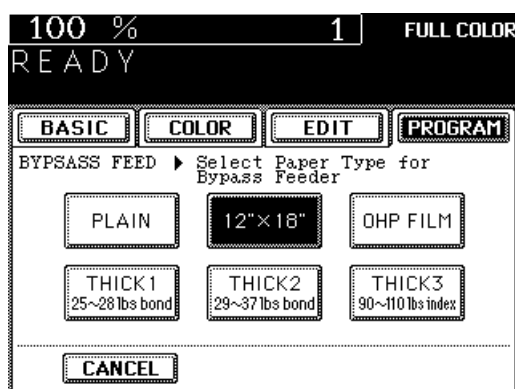 100 % 1 FULL COLOR
READY
BASIC COLOR EDIT PROGRAM
BYPSASS FEED ▶ Select Paper Type for
Bypass Feeder
PLAIN 12"×18" OHP FILM
THICK1 THICK2 THICK3
25~28 lbs bond 29~37 lbs bond 90~110 lbs index
CANCEL